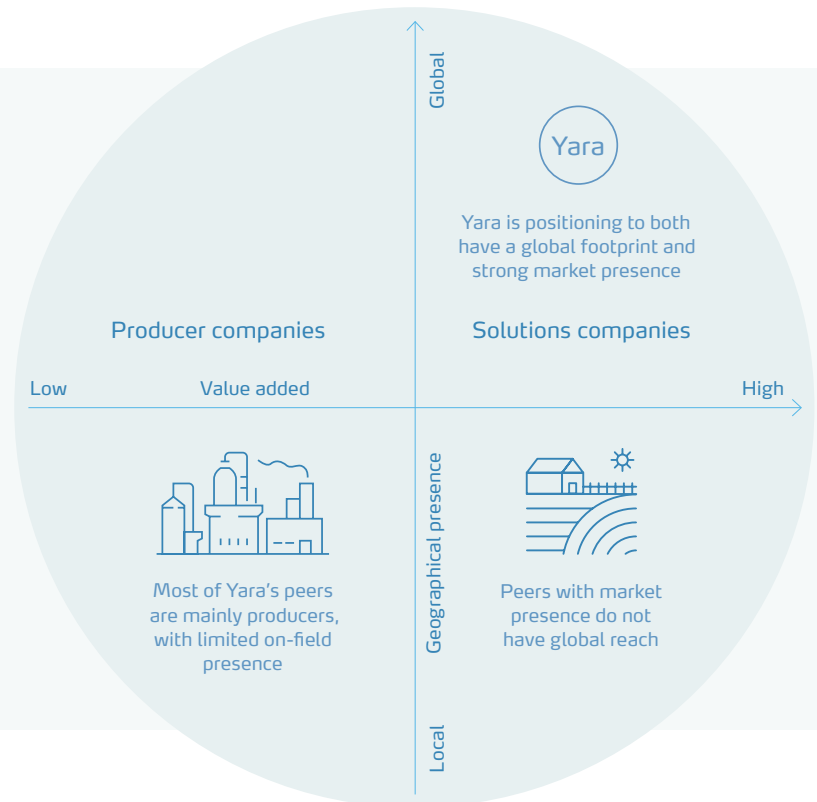 Global
Yara
Yara is positioning to both
have a global footprint and
strong market presence
Producer companies
Solutions companies
Low
Value added
High
Geographical presence
Most of Yara’s peers
are mainly producers,
with limited on-field
presence
Peers with market
presence do not
have global reach
Local